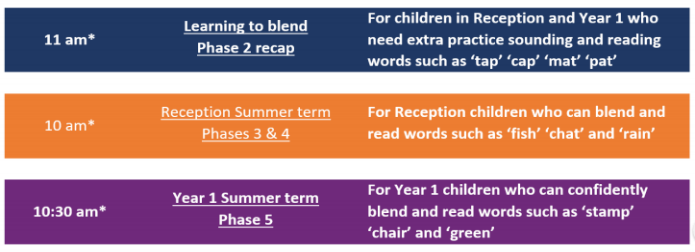 11 am*
Learning to blend
Phase 2 recap
For children in Reception and Year 1 who
need extra practice sounding and reading
words such as ‘tap’ ‘cap’ ‘mat’ ‘pat’
10 am*
Reception Summer term
Phases 3 & 4
For Reception children who can blend and
read words such as ‘fish’ ‘chat’ and ‘rain’
10:30 am*
Year 1 Summer term
Phase 5
For Year 1 children who can confidently
blend and read words such as ‘stamp’
‘chair’ and ‘green’